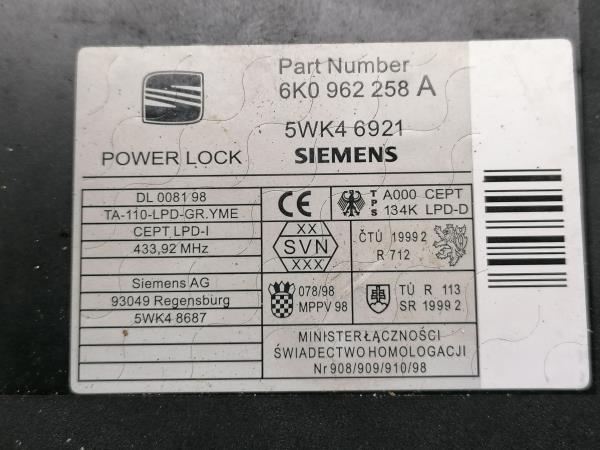 Part Number
6K0 962 258 A
5WK4 6921
POWER LOCK SIEMENS
DL 0081 98
TA-110-LPD-GR.YME
CEPT LPD-I
433,92 MHz
Siemens AG
93049 Regensburg
5WK4 8687
CE
TPS
A000 CEPT
134K LPD-D
XX
SVN
XXX
ČTÚ 1999 2
R 712
078/98
MPPV 98
TÚ R 113
SR 1999 2
MINISTER ŁĄCZNOŚCI
ŚWIADECTWO HOMOLOGACJI
Nr 908/909/910/98